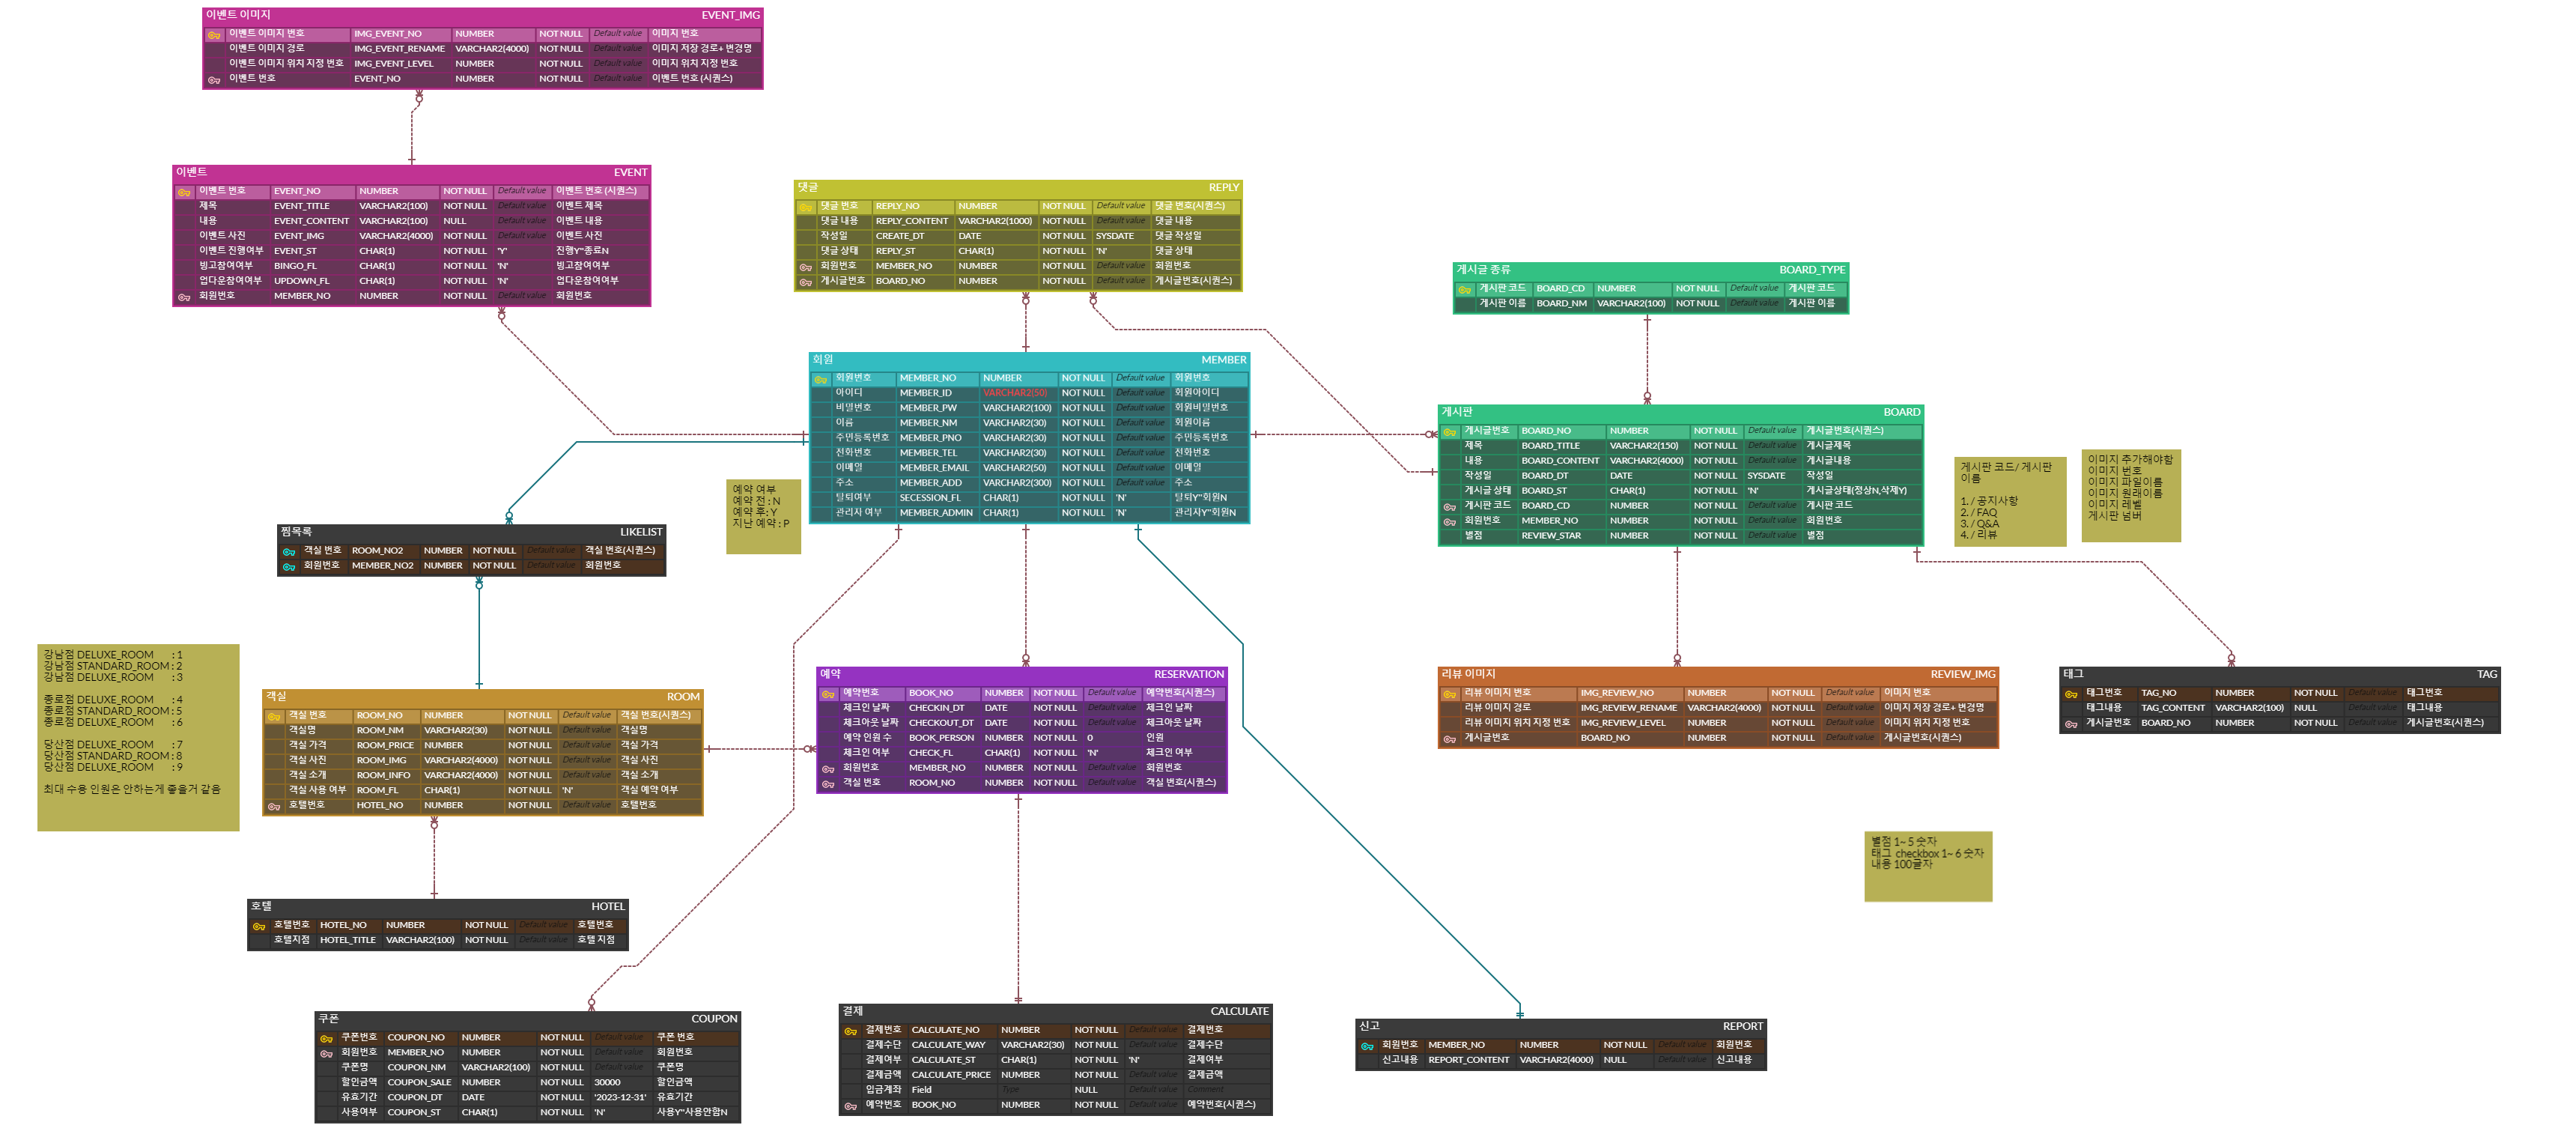 이벤트 이미지 EVENT_IMG
이벤트 이미지 번호 IMG_EVENT_NO NUMBER NOT NULL Default value 이미지 번호
이벤트 이미지 경로 IMG_EVENT_RENAME VARCHAR2(4000) NOT NULL Default value 이미지 저장 경로+ 변경명
이벤트 이미지 위치 지정 번호 IMG_EVENT_LEVEL NUMBER NOT NULL Default value 이미지 위치 지정 번호
이벤트 번호 EVENT_NO NUMBER NOT NULL Default value 이벤트 번호 (시퀀스)
이벤트 EVENT
이벤트 번호 EVENT_NO NUMBER NOT NULL Default value 이벤트 번호 (시퀀스)
제목 EVENT_TITLE VARCHAR2(100) NOT NULL Default value 이벤트 제목
내용 EVENT_CONTENT VARCHAR2(100) NULL Default value 이벤트 내용
이벤트 사진 EVENT_IMG VARCHAR2(4000) NOT NULL Default value 이벤트 사진
이벤트 진행여부 EVENT_ST CHAR(1) NOT NULL 'Y' 진행Y"종료N
빙고참여여부 BINGO_FL CHAR(1) NOT NULL 'N' 빙고참여여부
업다운참여여부 UPDOWN_FL CHAR(1) NOT NULL 'N' 업다운참여여부
회원번호 MEMBER_NO NUMBER NOT NULL Default value 회원번호
댓글 REPLY
댓글 번호 REPLY_NO NUMBER NOT NULL Default value 댓글 번호(시퀀스)
댓글 내용 REPLY_CONTENT VARCHAR2(1000) NOT NULL Default value 댓글 내용
작성일 CREATE_DT DATE NOT NULL SYSDATE 댓글 작성일
댓글 상태 REPLY_ST CHAR(1) NOT NULL 'N' 댓글 상태
회원번호 MEMBER_NO NUMBER NOT NULL Default value 회원번호
게시글번호 BOARD_NO NUMBER NOT NULL Default value 게시글번호(시퀀스)
게시글 종류 BOARD_TYPE
게시판 코드 BOARD_CD NUMBER NOT NULL Default value 게시판 코드
게시판 이름 BOARD_NM VARCHAR2(100) NOT NULL Default value 게시판 이름
회원 MEMBER
회원번호 MEMBER_NO NUMBER NOT NULL Default value 회원번호
아이디 MEMBER_ID VARCHAR2(50) NOT NULL Default value 회원아이디
비밀번호 MEMBER_PW VARCHAR2(100) NOT NULL Default value 회원비밀번호
이름 MEMBER_NM VARCHAR2(30) NOT NULL Default value 회원이름
주민등록번호 MEMBER_PNO VARCHAR2(30) NOT NULL Default value 주민등록번호
전화번호 MEMBER_TEL VARCHAR2(30) NOT NULL Default value 전화번호
이메일 MEMBER_EMAIL VARCHAR2(50) NOT NULL Default value 이메일
주소 MEMBER_ADD VARCHAR2(300) NOT NULL Default value 주소
탈퇴여부 SECESSION_FL CHAR(1) NOT NULL 'N' 탈퇴Y"회원N
관리자 여부 MEMBER_ADMIN CHAR(1) NOT NULL 'N' 관리자Y"회원N
게시판 BOARD
게시글번호 BOARD_NO NUMBER NOT NULL Default value 게시글번호(시퀀스)
제목 BOARD_TITLE VARCHAR2(150) NOT NULL Default value 게시글제목
내용 BOARD_CONTENT VARCHAR2(4000) NOT NULL Default value 게시글내용
작성일 BOARD_DT DATE NOT NULL SYSDATE 작성일
게시글 상태 BOARD_ST CHAR(1) NOT NULL 'N' 게시글상태(정상N,삭제Y)
게시판 코드 BOARD_CD NUMBER NOT NULL Default value 게시판 코드
회원번호 MEMBER_NO NUMBER NOT NULL Default value 회원번호
별점 REVIEW_STAR NUMBER NOT NULL Default value 별점
게시판 코드/ 게시판
이름
1. / 공지사항
2. / FAQ
3. / Q&A
4. / 리뷰
이미지 추가해야함
이미지 번호
이미지 파일이름
이미지 원래이름
이미지 레벨
게시판 넘버
예약 여부
예약 전 : N
예약 후: Y
지난 예약 : P
찜목록 LIKELIST
객실 번호 ROOM_NO2 NUMBER NOT NULL Default value 객실 번호(시퀀스)
회원번호 MEMBER_NO2 NUMBER NOT NULL Default value 회원번호
강남점 DELUXE_ROOM : 1
강남점 STANDARD_ROOM : 2
강남점 DELUXE_ROOM : 3
종로점 DELUXE_ROOM : 4
종로점 STANDARD_ROOM : 5
종로점 DELUXE_ROOM : 6
당산점 DELUXE_ROOM : 7
당산점 STANDARD_ROOM : 8
당산점 DELUXE_ROOM : 9
최대 수용 인원은 안하는게 좋을거 같음
객실 ROOM
객실 번호 ROOM_NO NUMBER NOT NULL Default value 객실 번호(시퀀스)
객실명 ROOM_NM VARCHAR2(30) NOT NULL Default value 객실명
객실 가격 ROOM_PRICE NUMBER NOT NULL Default value 객실 가격
객실 사진 ROOM_IMG VARCHAR2(4000) NOT NULL Default value 객실 사진
객실 소개 ROOM_INFO VARCHAR2(4000) NOT NULL Default value 객실 소개
객실 사용 여부 ROOM_FL CHAR(1) NOT NULL 'N' 객실 예약 여부
호텔번호 HOTEL_NO NUMBER NOT NULL Default value 호텔번호
예약 RESERVATION
예약번호 BOOK_NO NUMBER NOT NULL Default value 예약번호(시퀀스)
체크인 날짜 CHECKIN_DT DATE NOT NULL Default value 체크인 날짜
체크아웃 날짜 CHECKOUT_DT DATE NOT NULL Default value 체크아웃 날짜
예약 인원 수 BOOK_PERSON NUMBER NOT NULL 0 인원
체크인 여부 CHECK_FL CHAR(1) NOT NULL 'N' 체크인 여부
회원번호 MEMBER_NO NUMBER NOT NULL Default value 회원번호
객실 번호 ROOM_NO NUMBER NOT NULL Default value 객실 번호(시퀀스)
리뷰 이미지 REVIEW_IMG
리뷰 이미지 번호 IMG_REVIEW_NO NUMBER NOT NULL Default value 이미지 번호
리뷰 이미지 경로 IMG_REVIEW_RENAME VARCHAR2(4000) NOT NULL Default value 이미지 저장 경로+ 변경명
리뷰 이미지 위치 지정 번호 IMG_REVIEW_LEVEL NUMBER NOT NULL Default value 이미지 위치 지정 번호
게시글번호 BOARD_NO NUMBER NOT NULL Default value 게시글번호(시퀀스)
태그 TAG
태그번호 TAG_NO NUMBER NOT NULL Default value 태그번호
태그내용 TAG_CONTENT VARCHAR2(100) NULL Default value 태그내용
게시글번호 BOARD_NO NUMBER NOT NULL Default value 게시글번호(시퀀스)
별점 1~ 5 숫자
태그 checkbox 1~ 6 숫자
내용 100글자
호텔 HOTEL
호텔번호 HOTEL_NO NUMBER NOT NULL Default value 호텔번호
호텔지점 HOTEL_TITLE VARCHAR2(100) NOT NULL Default value 호텔 지점
쿠폰 COUPON
쿠폰번호 COUPON_NO NUMBER NOT NULL Default value 쿠폰 번호
회원번호 MEMBER_NO NUMBER NOT NULL Default value 회원번호
쿠폰명 COUPON_NM VARCHAR2(100) NOT NULL Default value 쿠폰명
할인금액 COUPON_SALE NUMBER NOT NULL 30000 할인금액
유효기간 COUPON_DT DATE NOT NULL '2023-12-31' 유효기간
사용여부 COUPON_ST CHAR(1) NOT NULL 'N' 사용Y"사용안함N
결제 CALCULATE
결제번호 CALCULATE_NO NUMBER NOT NULL Default value 결제번호
결제수단 CALCULATE_WAY VARCHAR2(30) NOT NULL Default value 결제수단
결제여부 CALCULATE_ST CHAR(1) NOT NULL 'N' 결제여부
결제금액 CALCULATE_PRICE NUMBER NOT NULL Default value 결제금액
입금계좌 Field Type NULL Default value Comment
예약번호 BOOK_NO NUMBER NOT NULL Default value 예약번호(시퀀스)
신고 REPORT
회원번호 MEMBER_NO NUMBER NOT NULL Default value 회원번호
신고내용 REPORT_CONTENT VARCHAR2(4000) NULL Default value 신고내용